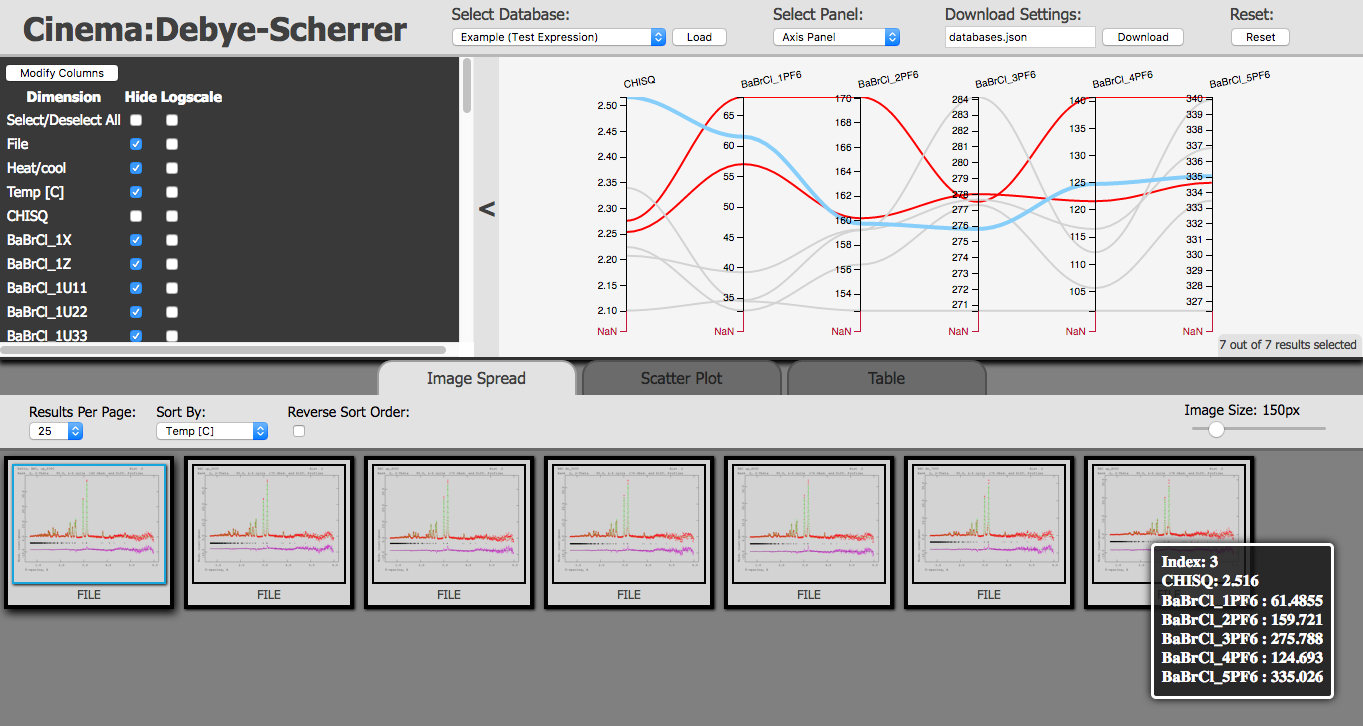 Cinema:Debye-Scherrer
Select Database:
Example (Test Expression)
Load
Select Panel:
Axis Panel
Download Settings:
databases.json
Download
Reset:
Reset
Modify Columns
Dimension Hide Logscale
Select/Deselect All
File
Heat/cool
Temp [C]
CHISQ
BaBrCl_1X
BaBrCl_1Z
BaBrCl_1U11
BaBrCl_1U22
BaBrCl_1U33
<
CHISQ
2.50
2.45
2.40
2.35
2.30
2.25
2.20
2.15
2.10
NaN
BaBrCl_1PF6
65
60
55
50
45
40
35
NaN
BaBrCl_2PF6
170
168
166
164
162
160
158
156
154
NaN
BaBrCl_3PF6
284
283
282
281
280
279
278
277
276
275
274
273
272
271
NaN
BaBrCl_4PF6
140
135
130
125
120
115
110
105
NaN
BaBrCl_5PF6
340
339
338
337
336
335
334
333
332
331
330
329
328
327
NaN
7 out of 7 results selected
Image Spread
Scatter Plot
Table
Results Per Page:
25
Sort By:
Temp [C]
Reverse Sort Order:
Image Size: 150px
FILE
FILE
FILE
FILE
FILE
FILE
Index: 3
CHISQ: 2.516
BaBrCl_1PF6 : 61.4855
BaBrCl_2PF6 : 159.721
BaBrCl_3PF6 : 275.788
BaBrCl_4PF6 : 124.693
BaBrCl_5PF6 : 335.026